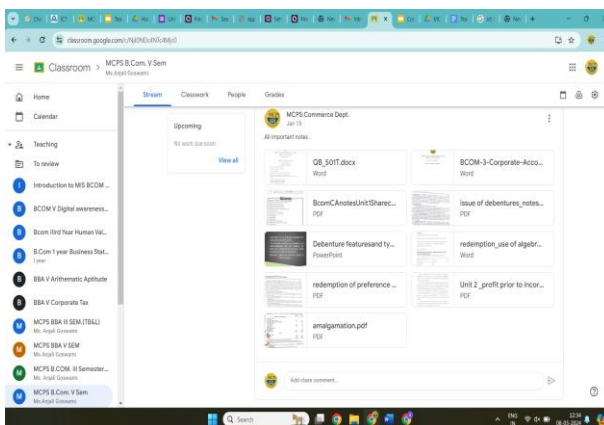 classroom.google.com/c/
Classroom
MCPS B.Com. V Sem
Ms.Anjali Goswami
Home
Calendar
Teaching
To review
Introduction to MIS BCOM ...
BCOM V Digital awareness...
Bcom IIIrd Year Human Val...
B.Com 1 year Business Stat...
I year
BBA V Arithematic Aptitude
BBA V Corporate Tax
MCPS BBA III SEM.(TB&L)
Ms. Anjali Goswami
MCPS BBA V SEM
Ms. Anjali Goswami
MCPS B.COM. III Semester...
Ms. Anjali Goswami
MCPS B.Com. V Sem
Ms.Anjali Goswami
Stream
Classwork
People
Grades
Upcoming
No work due soon
View all
MCPS:Commerce Dept.
Jan 19
All important notes
QB_501T.docx
Word
BCOM-3-Corporate-Acco...
Word
BcomCAnotesUnit1Sharec...
PDF
issue of debentures_notes...
PDF
Debenture featuresand ty...
PowerPoint
redemption_use of algebr...
Word
redemption of preference ...
PDF
Unit 2 _profit prior to incor...
PDF
amalgamation.pdf
PDF
Add class comment...
Search
ENG
IN
12:34
08-05-2024